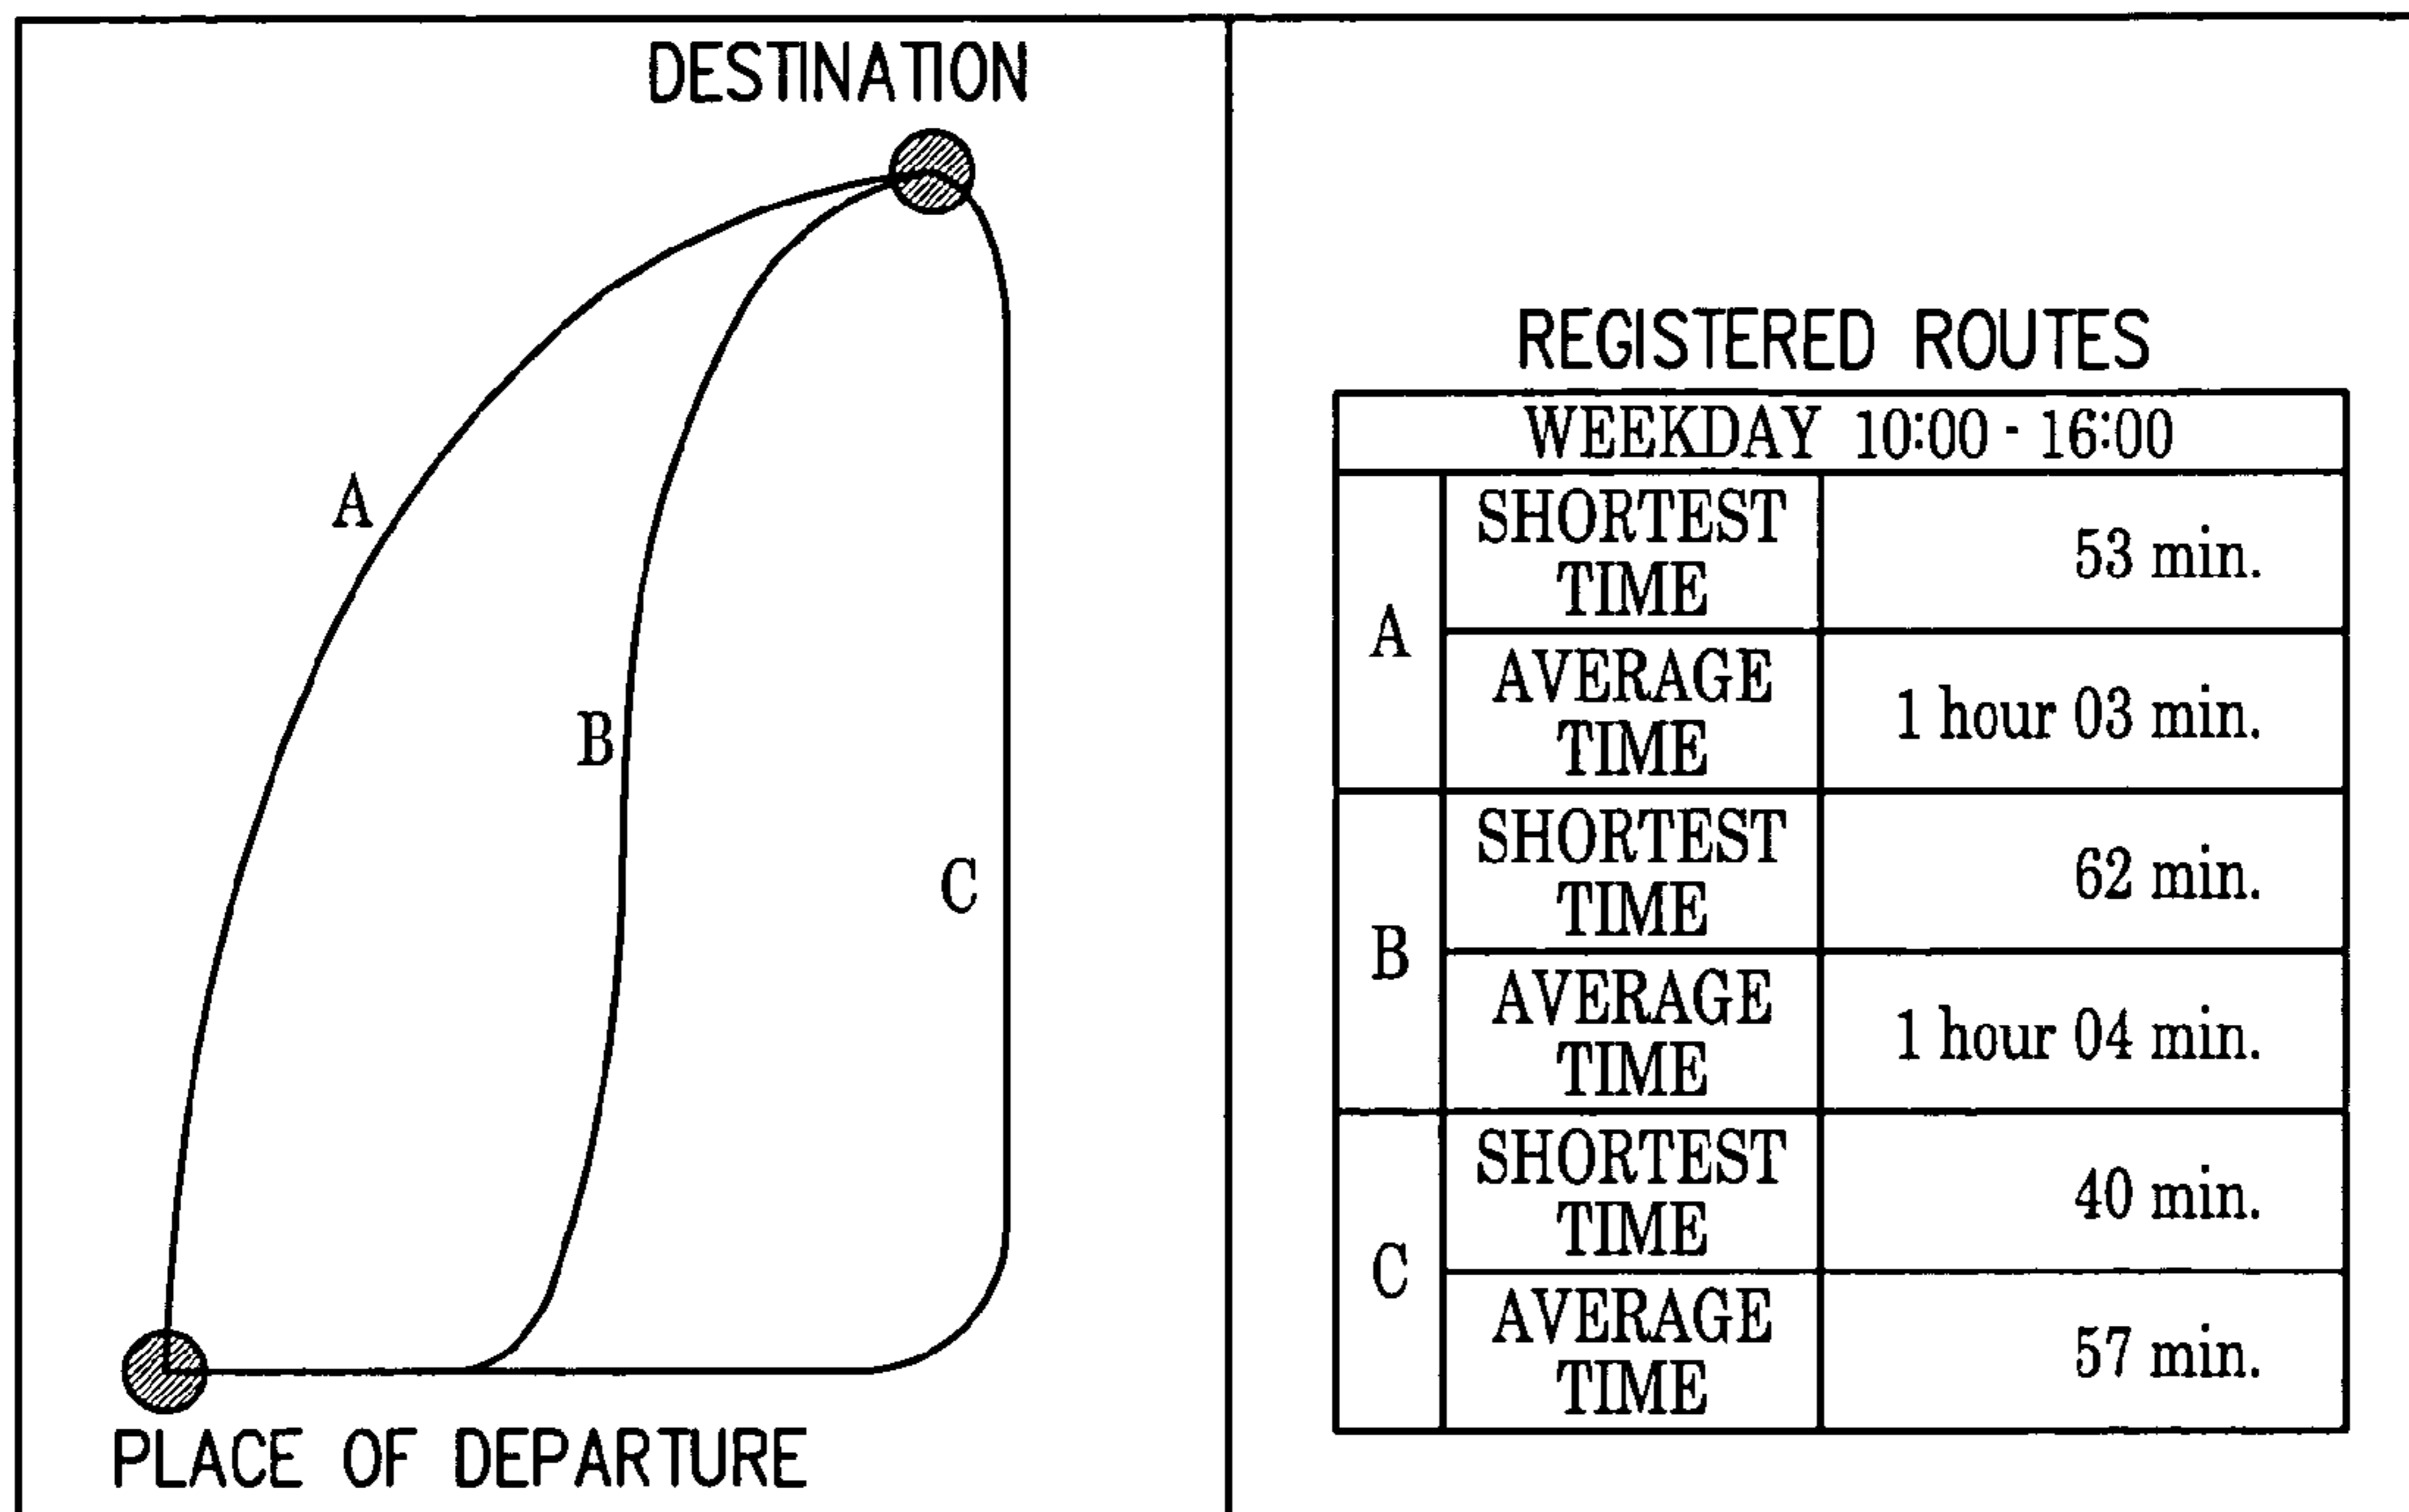 DESTINATION
A
B
C
PLACE OF DEPARTURE
REGISTERED ROUTES
WEEKDAY 10:00 - 16:00
A
SHORTEST
TIME
53 min.
AVERAGE
TIME
1 hour 03 min.
B
SHORTEST
TIME
62 min.
AVERAGE
TIME
1 hour 04 min.
C
SHORTEST
TIME
40 min.
AVERAGE
TIME
57 min.